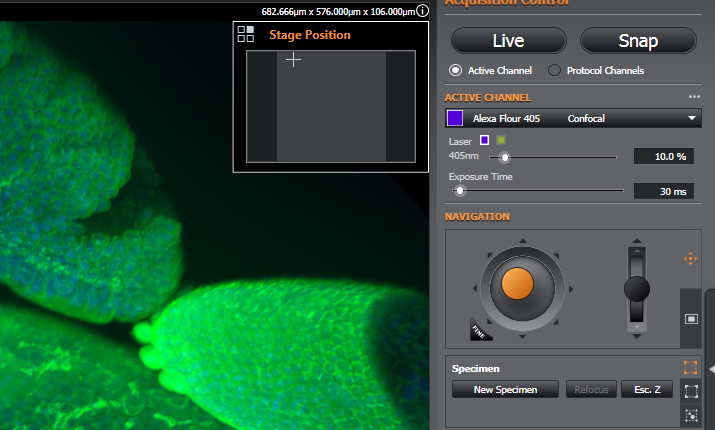 682.666µm x 576.000µm x 106.000µm
Stage Position
Acquisition Control
Live
Snap
Active Channel
Protocol Channels
ACTIVE CHANNEL
Alexa Flour 405 Confocal
Laser
405nm
10.0 %
Exposure Time
30 ms
NAVIGATION
FINE
Specimen
New Specimen
Refocus
Esc. Z